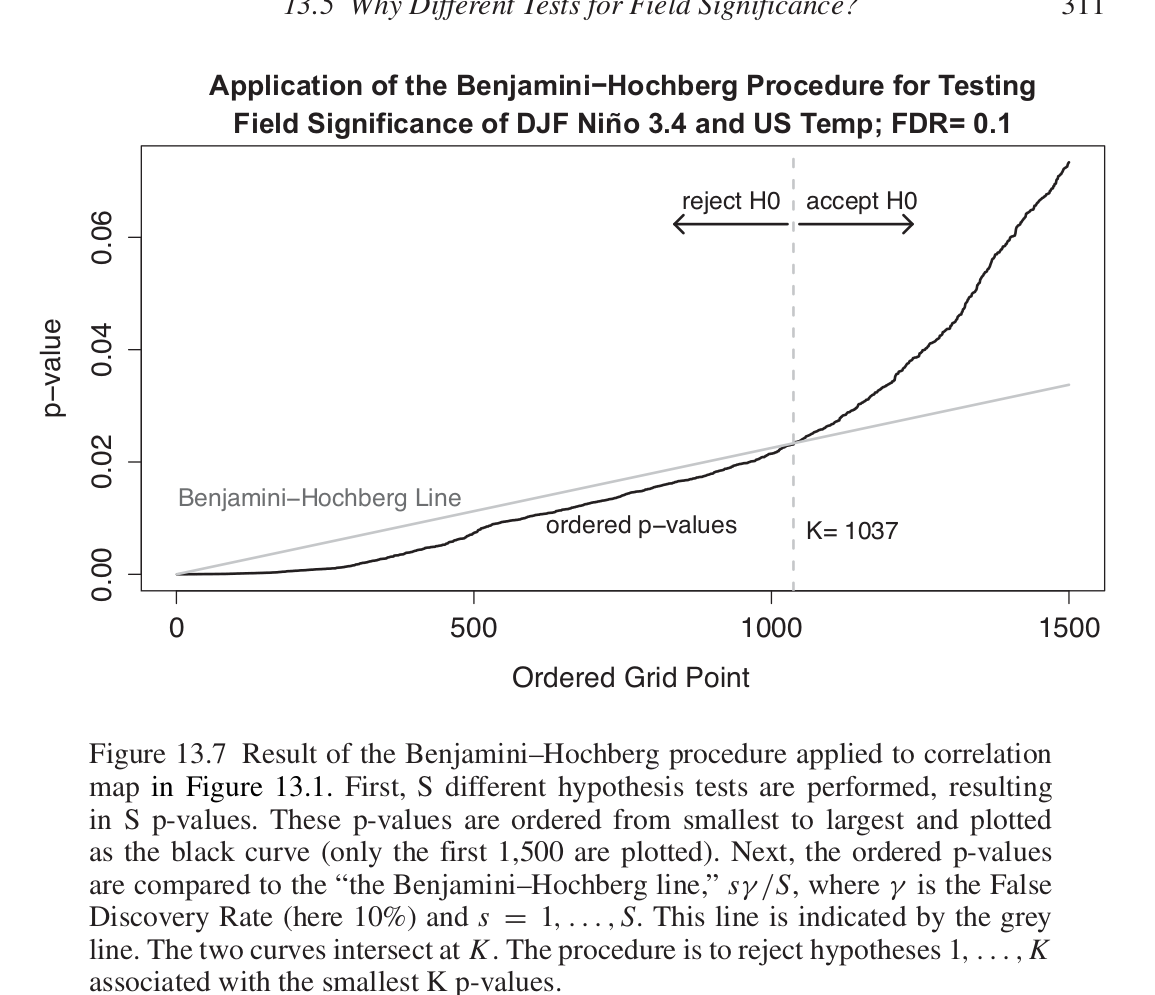 13.5 Why Different Tests for Field Significance? 311
Application of the Benjamini−Hochberg Procedure for Testing
Field Significance of DJF Niño 3.4 and US Temp; FDR= 0.1
reject H0 accept H0
p−value
0.06
0.04
0.02
0.00
Benjamini−Hochberg Line
ordered p−values
K= 1037
0 500 1000 1500
Ordered Grid Point
Figure 13.7 Result of the Benjamini–Hochberg procedure applied to correlation
map in Figure 13.1. First, S different hypothesis tests are performed, resulting
in S p-values. These p-values are ordered from smallest to largest and plotted
as the black curve (only the first 1,500 are plotted). Next, the ordered p-values
are compared to the “the Benjamini–Hochberg line,” sγ/S, where γ is the False
Discovery Rate (here 10%) and s = 1, . . . , S. This line is indicated by the grey
line. The two curves intersect at K. The procedure is to reject hypotheses 1, . . . , K
associated with the smallest K p-values.